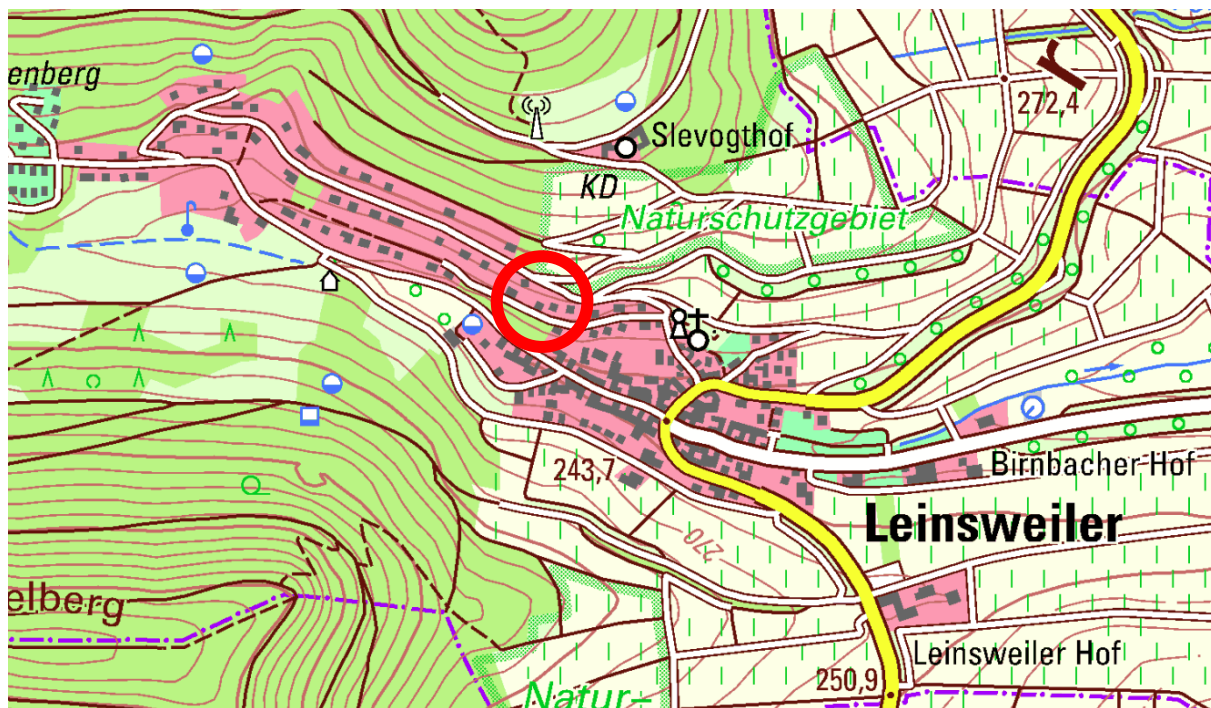 enberg
Slevogthof
272,4
r
KD
Naturschutzgebiet
243,7
Birnbacher Hof
Leinsweiler
270
elberg
Leinsweiler Hof
250,9
Natur–